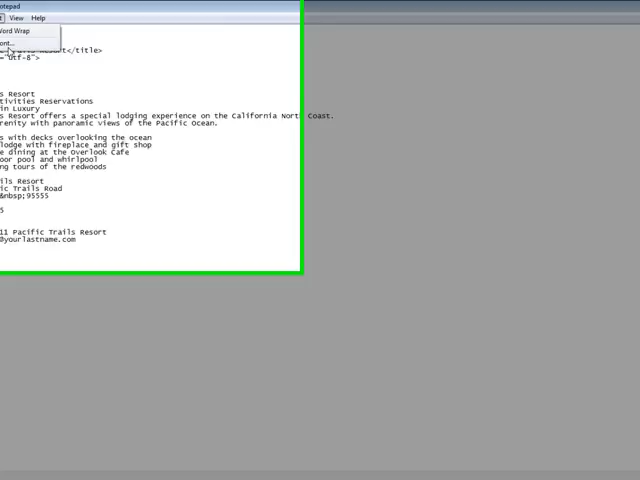 otepad
t View Help
Word Wrap
ont...
Resort</title>
="utf-8">
s Resort
tivities Reservations
in Luxury
s Resort offers a special lodging experience on the California North Coast.
renity with panoramic views of the Pacific Ocean.
s with decks overlooking the ocean
lodge with fireplace and gift shop
e dining at the Overlook Cafe
oor pool and whirlpool
ng tours of the redwoods
ils Resort
ic Trails Road
&nbsp;95555
5
11 Pacific Trails Resort
@yourlastname.com